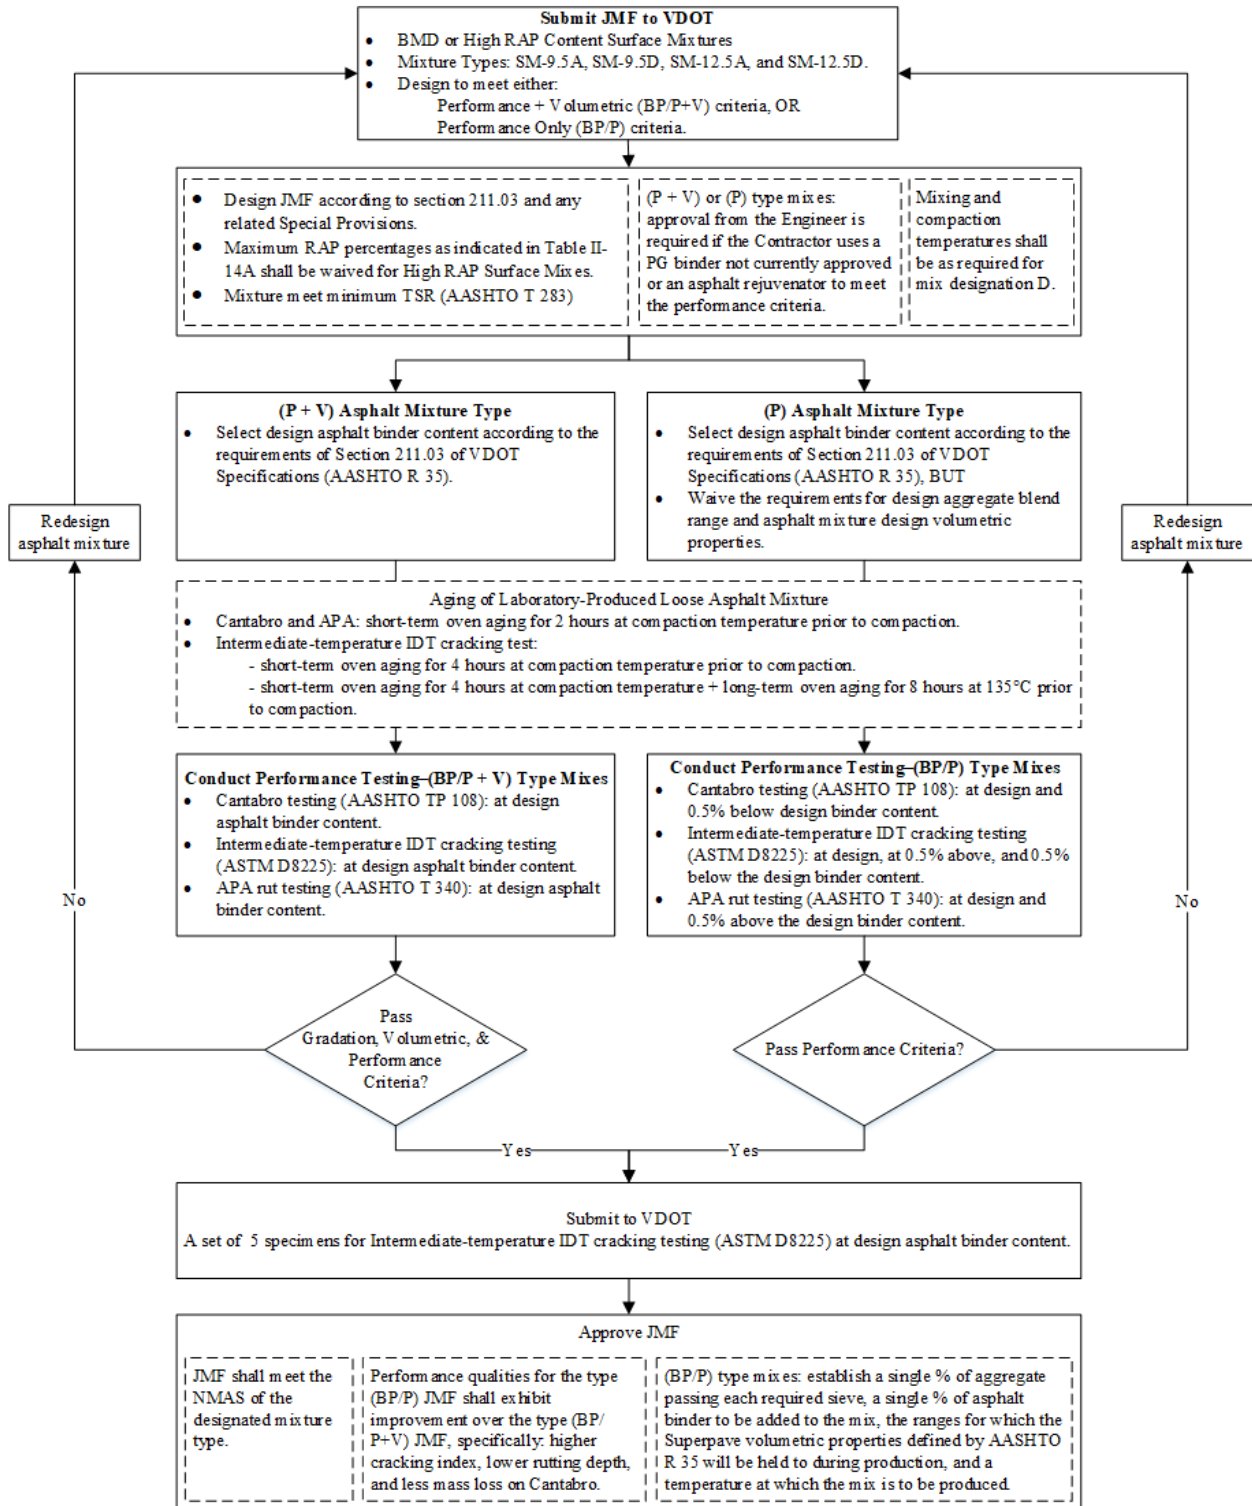 Submit JMF to VDOT
• BMD or High RAP Content Surface Mixtures
• Mixture Types: SM-9.5A, SM-9.5D, SM-12.5A, and SM-12.5D.
• Design to meet either:
Performance + Volumetric (BP/P+V) criteria, OR
Performance Only (BP/P) criteria.
• Design JMF according to section 211.03 and any
related Special Provisions.
• Maximum RAP percentages as indicated in Table II-
14A shall be waived for High RAP Surface Mixes.
• Mixture meet minimum TSR (AASHTO T 283)
(P + V) or (P) type mixes:
approval from the Engineer is
required if the Contractor uses a
PG binder not currently approved
or an asphalt rejuvenator to meet
the performance criteria.
Mixing and
compaction
temperatures shall
be as required for
mix designation D.
(P + V) Asphalt Mixture Type
• Select design asphalt binder content according to the
requirements of Section 211.03 of VDOT
Specifications (AASHTO R 35).
(P) Asphalt Mixture Type
• Select design asphalt binder content according to the
requirements of Section 211.03 of VDOT
Specifications (AASHTO R 35), BUT
• Waive the requirements for design aggregate blend
range and asphalt mixture design volumetric
properties.
Redesign
asphalt mixture
Redesign
asphalt mixture
Aging of Laboratory-Produced Loose Asphalt Mixture
• Cantabro and APA: short-term oven aging for 2 hours at compaction temperature prior to compaction.
• Intermediate-temperature IDT cracking test:
- short-term oven aging for 4 hours at compaction temperature prior to compaction.
- short-term oven aging for 4 hours at compaction temperature + long-term oven aging for 8 hours at 135°C prior
to compaction.
Conduct Performance Testing–(BP/P + V) Type Mixes
• Cantabro testing (AASHTO TP 108): at design
asphalt binder content.
• Intermediate-temperature IDT cracking testing
(ASTM D8225): at design asphalt binder content.
• APA rut testing (AASHTO T 340): at design asphalt
binder content.
Conduct Performance Testing–(BP/P) Type Mixes
• Cantabro testing (AASHTO TP 108): at design and
0.5% below design binder content.
• Intermediate-temperature IDT cracking testing
(ASTM D8225): at design, at 0.5% above, and 0.5%
below the design binder content.
• APA rut testing (AASHTO T 340): at design and
0.5% above the design binder content.
No
No
Pass
Gradation, Volumetric, &
Performance
Criteria?
Pass Performance Criteria?
Yes
Yes
Submit to VDOT
A set of 5 specimens for Intermediate-temperature IDT cracking testing (ASTM D8225) at design asphalt binder content.
Approve JMF
JMF shall meet the
NMAS of the
designated mixture
type.
Performance qualities for the type
(BP/P) JMF shall exhibit
improvement over the type (BP/
P+V) JMF, specifically: higher
cracking index, lower rutting depth,
and less mass loss on Cantabro.
(BP/P) type mixes: establish a single % of aggregate
passing each required sieve, a single % of asphalt
binder to be added to the mix, the ranges for which the
Superpave volumetric properties defined by AASHTO
R 35 will be held to during production, and a
temperature at which the mix is to be produced.